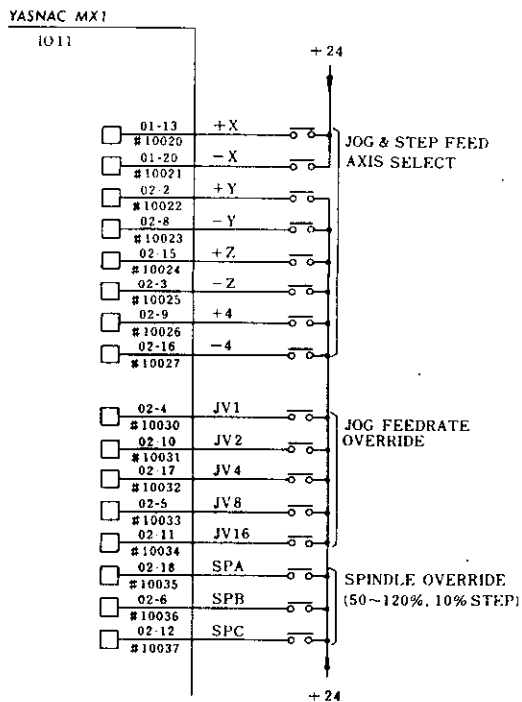 YASNAC MX1
IO11
+24
01-13 +X
#10020
01-20 -X
#10021
JOG & STEP FEED
AXIS SELECT
02-2 +Y
#10022
02-8 -Y
#10023
02-15 +Z
#10024
02-3 -Z
#10025
02-9 +4
#10026
02-16 -4
#10027
02-4 JV1
#10030
JOG FEEDRATE
OVERRIDE
02-10 JV2
#10031
02-17 JV4
#10032
02-5 JV8
#10033
02-11 JV16
#10034
02-18 SPA
#10035
SPINDLE OVERRIDE
(50~120%, 10% STEP)
02-6 SPB
#10036
02-12 SPC
#10037
+24